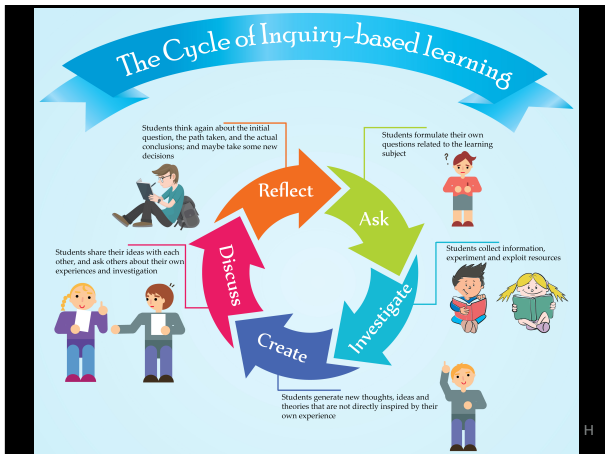 The Cycle of Inquiry-based learning
Students think again about the initial
question, the path taken, and the actual
conclusions; and maybe take some new
decisions
Students formulate their own
questions related to the learning
subject
?
?
Reflect
Ask
Students share their ideas with each
other, and ask others about their own
experiences and investigation
Students collect information,
experiment and exploit resources
Discuss
Investigate
Create
Students generate new thoughts, ideas and
theories that are not directly inspired by their
own experience
H